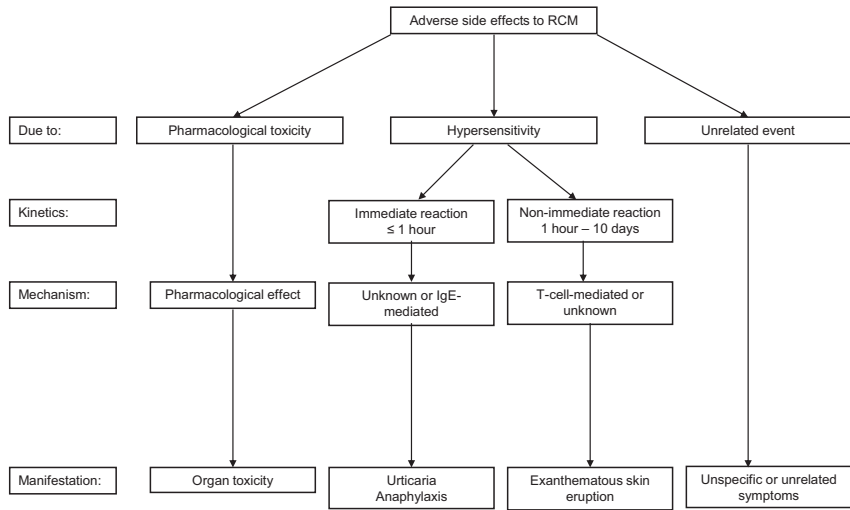 Adverse side effects to RCM
Due to:
Pharmacological toxicity
Hypersensitivity
Unrelated event
Kinetics:
Immediate reaction
≤ 1 hour
Non-immediate reaction
1 hour – 10 days
Mechanism:
Pharmacological effect
Unknown or IgE-
mediated
T-cell-mediated or
unknown
Manifestation:
Organ toxicity
Urticaria
Anaphylaxis
Exanthematous skin
eruption
Unspecific or unrelated
symptoms